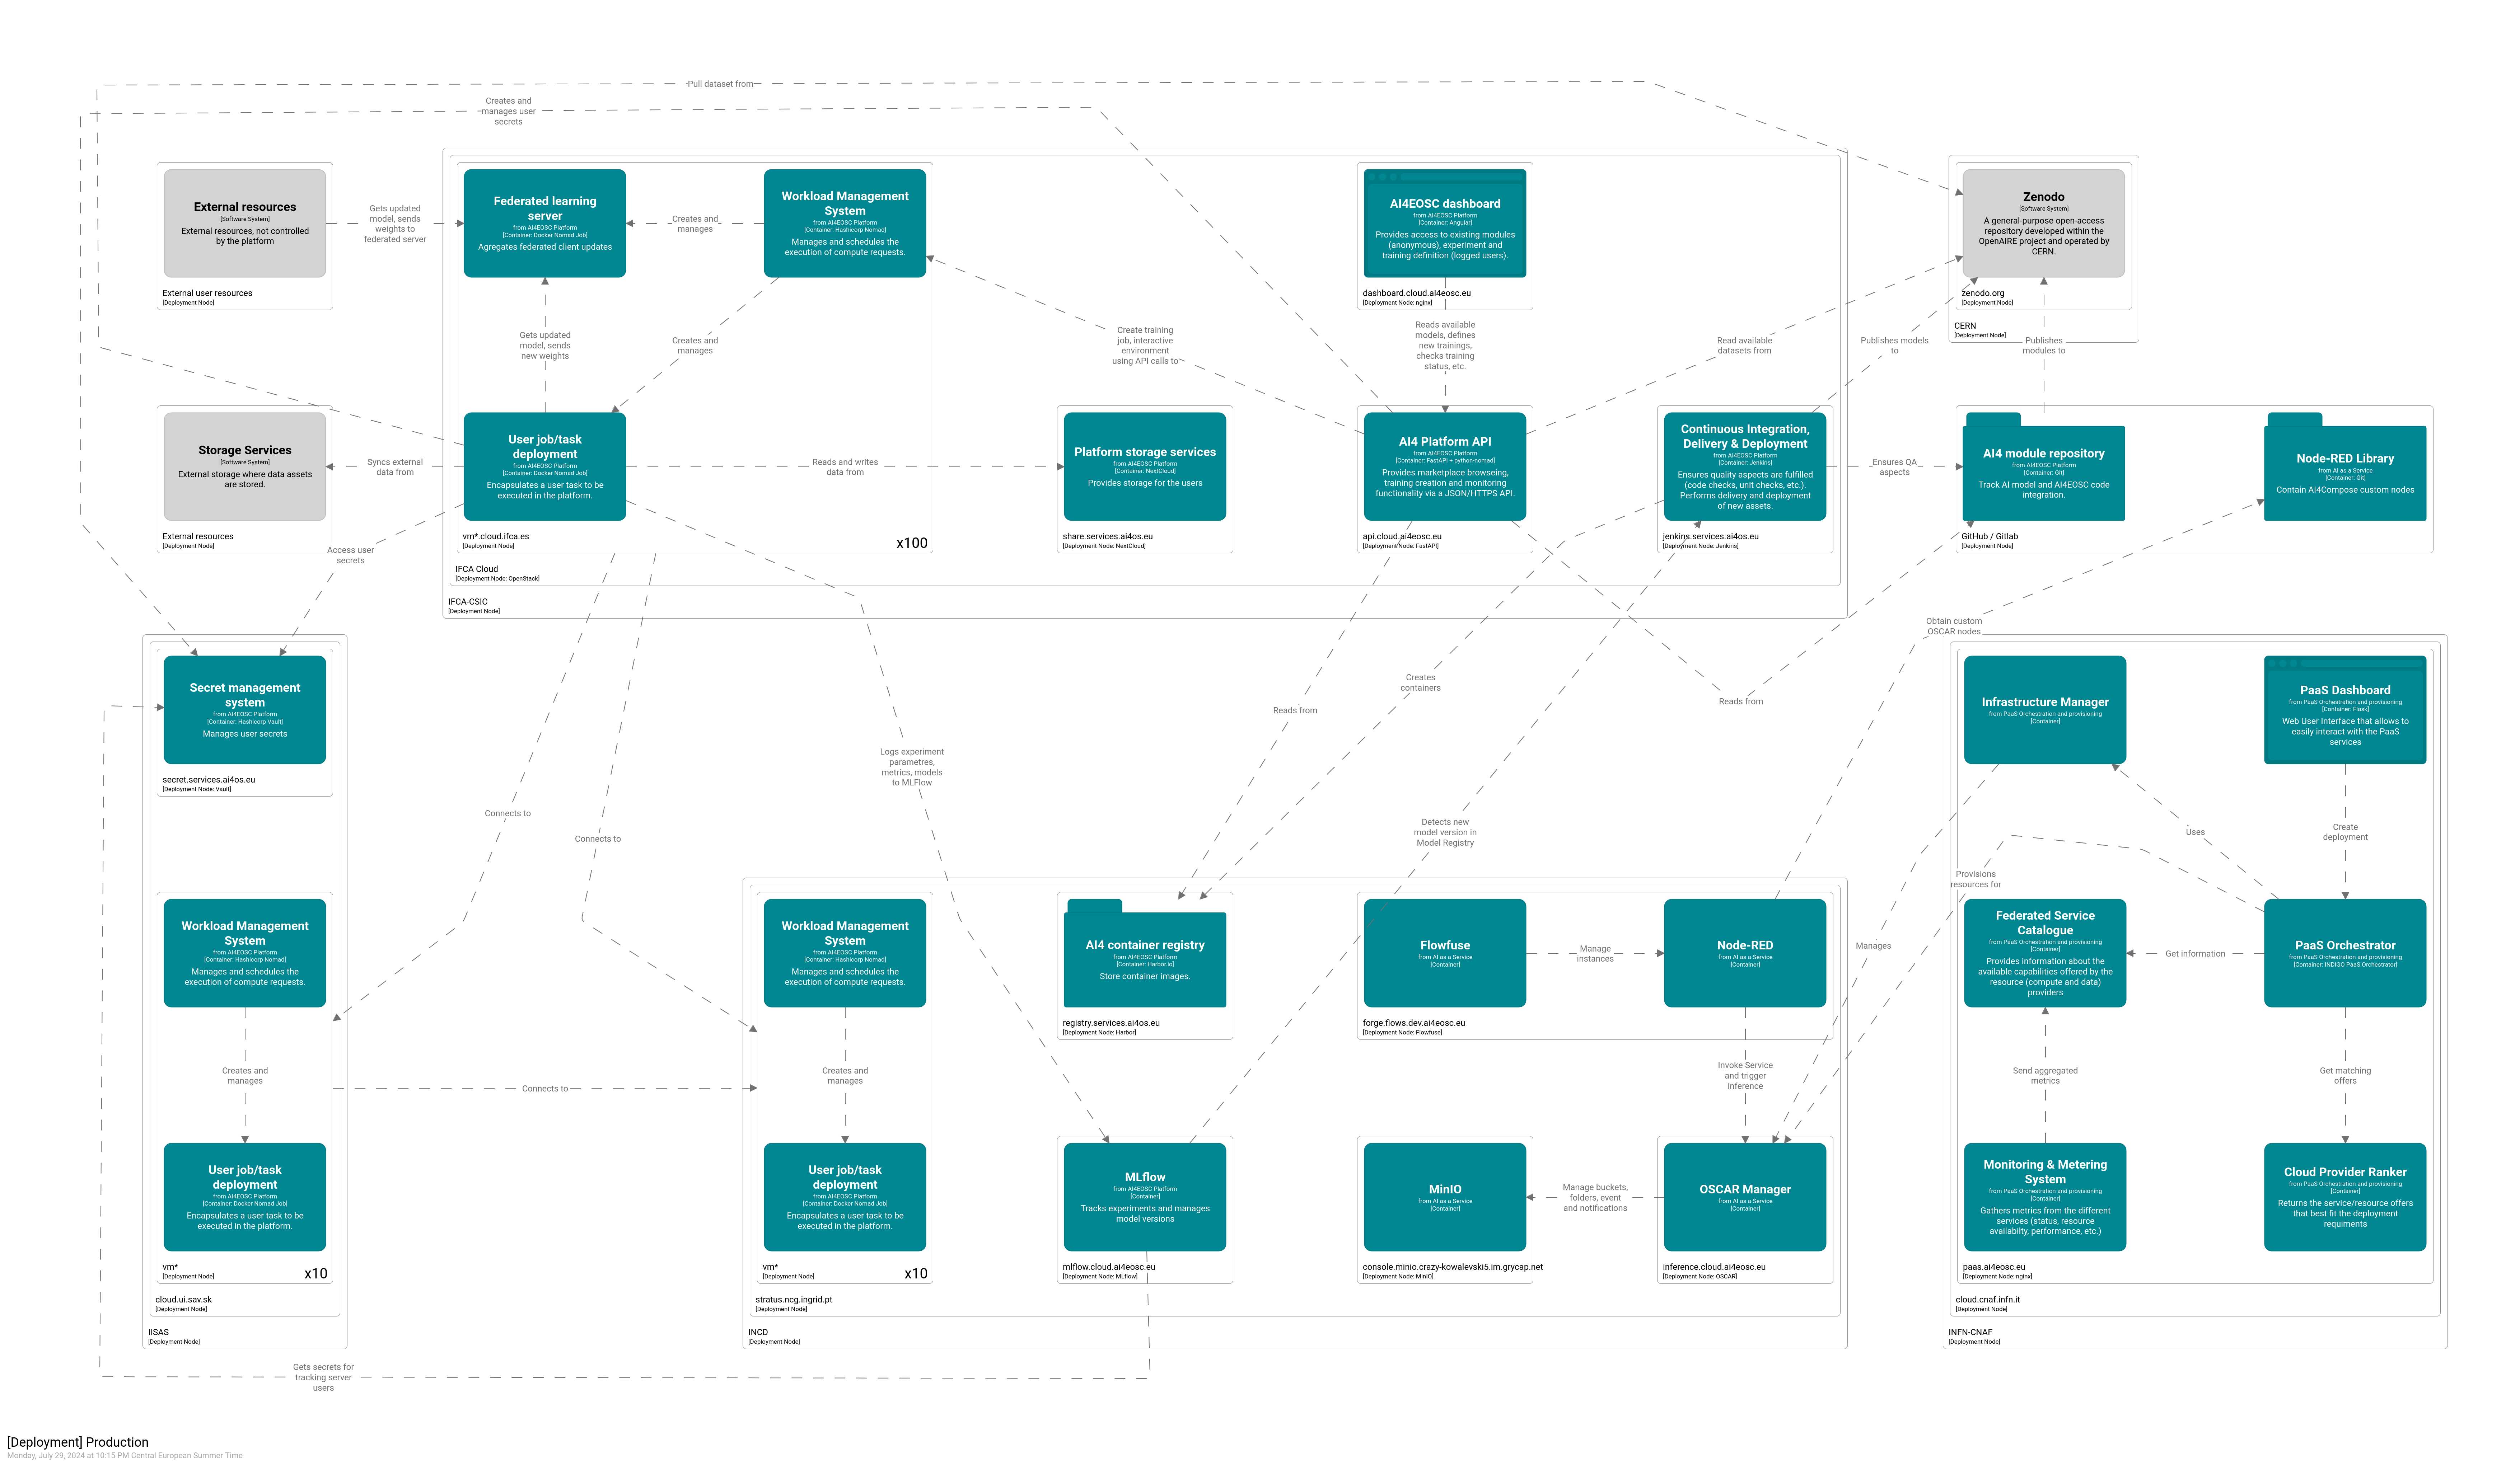 Pull dataset from
Creates and
manages user
secrets
External resources
[Software System]
External resources, not controlled
by the platform
External user resources
[Deployment Node]
Gets updated
model, sends
weights to
federated server
Federated learning
server
from AI4EOSC Platform
[Container: Docker Nomad Job]
Agregates federated client updates
Creates and
manages
Workload Management
System
from AI4EOSC Platform
[Container: Hashicorp Nomad]
Manages and schedules the
execution of compute requests.
AI4EOSC dashboard
from AI4EOSC Platform
[Container: Angular]
Provides access to existing modules
(anonymous), experiment and
training definition (logged users).
dashboard.cloud.ai4eosc.eu
[Deployment Node: nginx]
Zenodo
[Software System]
A general-purpose open-access
repository developed within the
OpenAIRE project and operated by
CERN.
zenodo.org
[Deployment Node]
CERN
[Deployment Node]
Gets updated
model, sends
new weights
Creates and
manages
Create training
job, interactive
environment
using API calls to
Reads available
models, defines
new trainings,
checks training
status, etc.
Read available
datasets from
Publishes models
to
Publishes
modules to
Storage Services
[Software System]
External storage where data assets
are stored.
External resources
[Deployment Node]
Syncs external
data from
User job/task
deployment
from AI4EOSC Platform
[Container: Docker Nomad Job]
Encapsulates a user task to be
executed in the platform.
vm*.cloud.ifca.es
[Deployment Node]
x100
Reads and writes
data from
Platform storage services
from AI4EOSC Platform
[Container: NextCloud]
Provides storage for the users
share.services.ai4os.eu
[Deployment Node: NextCloud]
AI4 Platform API
from AI4EOSC Platform
[Container: FastAPI + python-nomad]
Provides marketplace browseing,
training creation and monitoring
functionality via a JSON/HTTPS API.
api.cloud.ai4eosc.eu
[Deployment Node: FastAPI]
Continuous Integration,
Delivery & Deployment
from AI4EOSC Platform
[Container: Jenkins]
Ensures quality aspects are fulfilled
(code checks, unit checks, etc.).
Performs delivery and deployment
of new assets.
jenkins.services.ai4os.eu
[Deployment Node: Jenkins]
Ensures QA
aspects
AI4 module repository
from AI4EOSC Platform
[Container: Git]
Track AI model and AI4EOSC code
integration.
Node-RED Library
from AI as a Service
[Container: Git]
Contain AI4Compose custom nodes
GitHub / Gitlab
[Deployment Node]
Access user
secrets
IFCA Cloud
[Deployment Node: OpenStack]
IFCA-CSIC
[Deployment Node]
Obtain custom
OSCAR nodes
Secret management
system
from AI4EOSC Platform
[Container: Hashicorp Vault]
Manages user secrets
secret.services.ai4os.eu
[Deployment Node: Vault]
Creates
containers
Reads from
Reads from
Logs experiment
parametres,
metrics, models
to MLFlow
Connects to
Connects to
Detects new
model version in
Model Registry
Infrastructure Manager
from PaaS Orchestration and provisioning
[Container]
PaaS Dashboard
from PaaS Orchestration and provisioning
[Container: Flask]
Web User Interface that allows to
easily interact with the PaaS
services
Uses
Create
deployment
Provisions
resources for
Manages
Workload Management
System
from AI4EOSC Platform
[Container: Hashicorp Nomad]
Manages and schedules the
execution of compute requests.
Workload Management
System
from AI4EOSC Platform
[Container: Hashicorp Nomad]
Manages and schedules the
execution of compute requests.
AI4 container registry
from AI4EOSC Platform
[Container: Harbor.io]
Store container images.
registry.services.ai4os.eu
[Deployment Node: Harbor]
Flowfuse
from AI as a Service
[Container]
Manage
instances
Node-RED
from AI as a Service
[Container]
forge.flows.dev.ai4eosc.eu
[Deployment Node: Flowfuse]
Federated Service
Catalogue
from PaaS Orchestration and provisioning
[Container]
Provides information about the
available capabilities offered by the
resource (compute and data)
providers
Get information
PaaS Orchestrator
from PaaS Orchestration and provisioning
[Container: INDIGO PaaS Orchestrator]
Creates and
manages
Connects to
Creates and
manages
Invoke Service
and trigger
inference
Send aggregated
metrics
Get matching
offers
User job/task
deployment
from AI4EOSC Platform
[Container: Docker Nomad Job]
Encapsulates a user task to be
executed in the platform.
vm*
[Deployment Node]
x10
cloud.ui.sav.sk
[Deployment Node]
IISAS
[Deployment Node]
User job/task
deployment
from AI4EOSC Platform
[Container: Docker Nomad Job]
Encapsulates a user task to be
executed in the platform.
vm*
[Deployment Node]
x10
MLflow
from AI4EOSC Platform
[Container]
Tracks experiments and manages
model versions
mlflow.cloud.ai4eosc.eu
[Deployment Node: MLflow]
MinIO
from AI as a Service
[Container]
console.minio.crazy-kowalevski5.im.grycap.net
[Deployment Node: MinIO]
Manage buckets,
folders, event
and notifications
OSCAR Manager
from AI as a Service
[Container]
inference.cloud.ai4eosc.eu
[Deployment Node: OSCAR]
stratus.ncg.ingrid.pt
[Deployment Node]
INCD
[Deployment Node]
Monitoring & Metering
System
from PaaS Orchestration and provisioning
[Container]
Gathers metrics from the different
services (status, resource
availabilty, performance, etc.)
Cloud Provider Ranker
from PaaS Orchestration and provisioning
[Container]
Returns the service/resource offers
that best fit the deployment
requiments
paas.ai4eosc.eu
[Deployment Node: nginx]
cloud.cnaf.infn.it
[Deployment Node]
INFN-CNAF
[Deployment Node]
Gets secrets for
tracking server
users
[Deployment] Production
Monday, July 29, 2024 at 10:15 PM Central European Summer Time